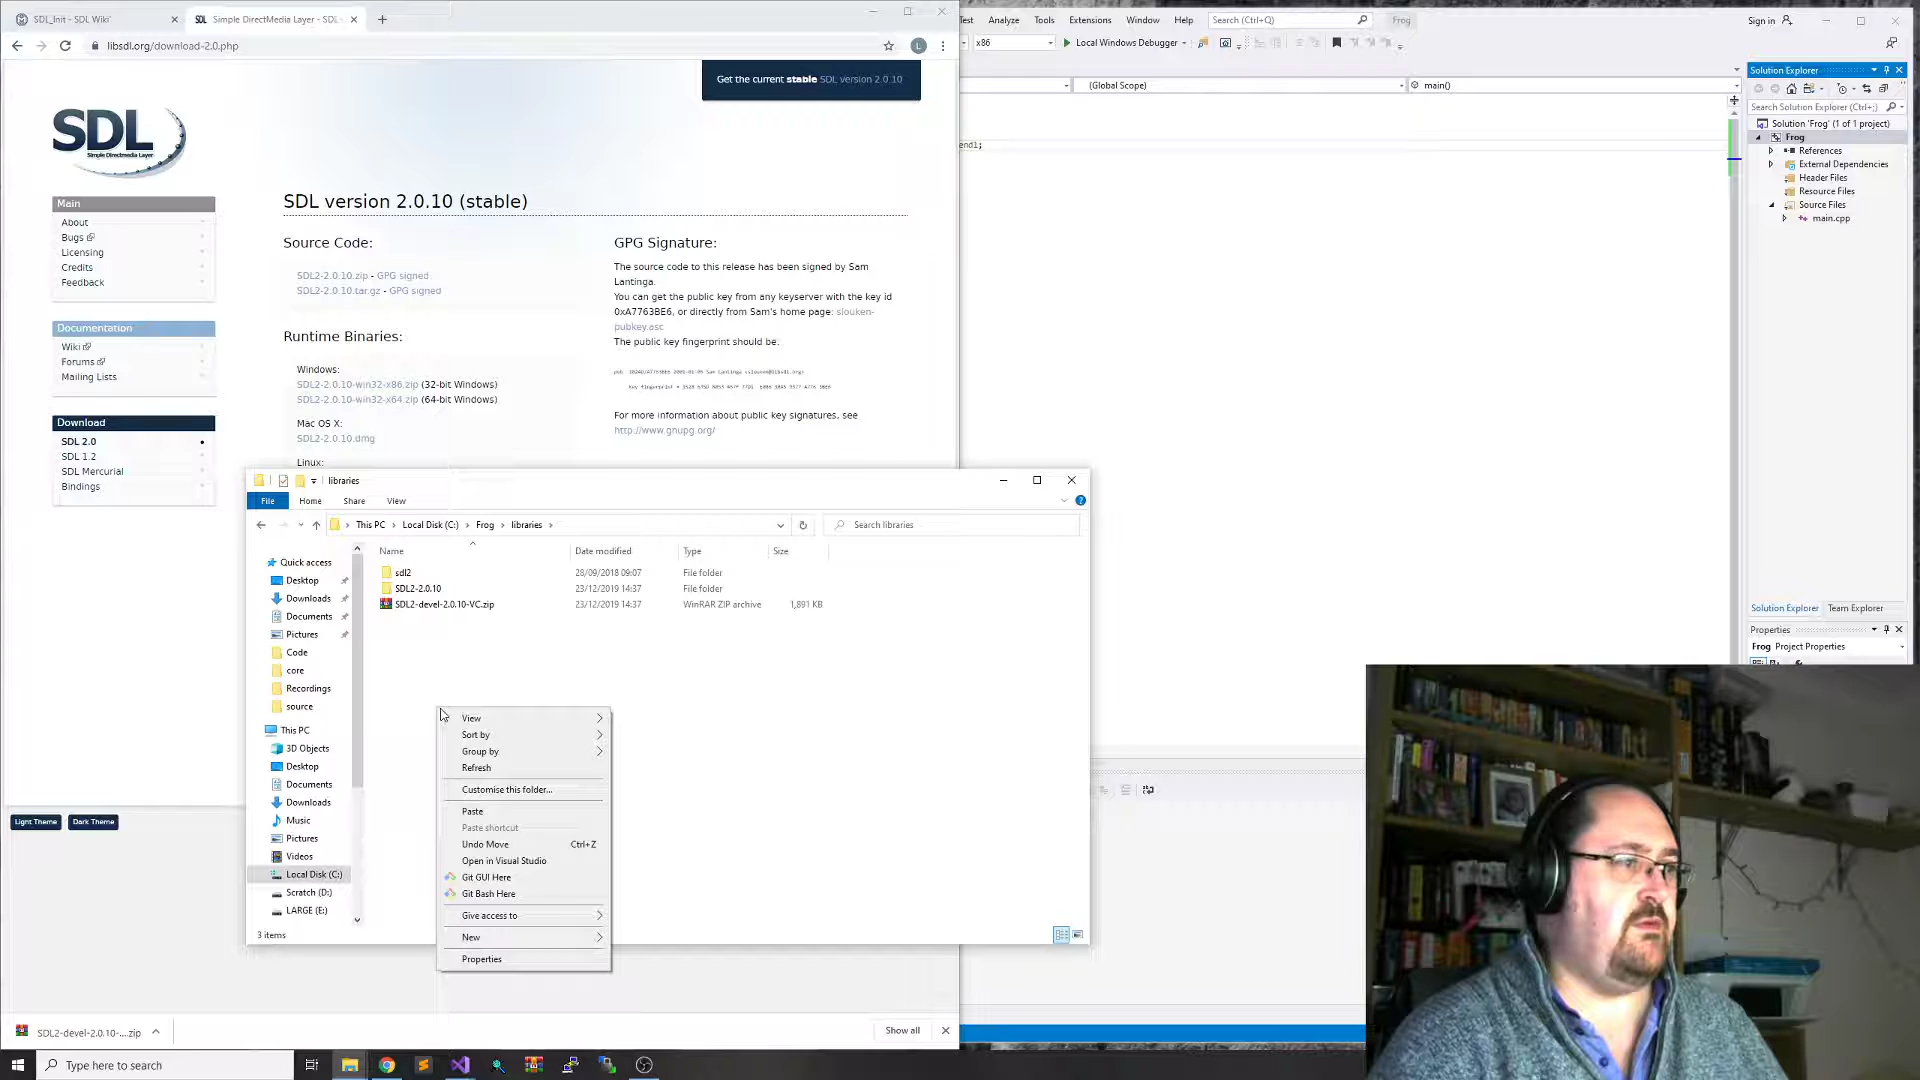 SDL_Init - SDL Wiki
Simple DirectMedia Layer - SDL
libsdl.org/download-2.0.php
Get the current stable SDL version 2.0.10
SDL
Simple Directmedia Layer
Main
About
Bugs
Licensing
Credits
Feedback
Documentation
Wiki
Forums
Mailing Lists
Download
SDL 2.0
SDL 1.2
SDL Mercurial
Bindings
SDL version 2.0.10 (stable)
Source Code:
SDL2-2.0.10.zip - GPG signed
SDL2-2.0.10.tar.gz - GPG signed
Runtime Binaries:
Windows:
SDL2-2.0.10-win32-x86.zip (32-bit Windows)
SDL2-2.0.10-win32-x64.zip (64-bit Windows)
Mac OS X:
SDL2-2.0.10.dmg
Linux:
GPG Signature:
The source code to this release has been signed by Sam
Lantinga.
You can get the public key from any keyserver with the key id
0xA7763BE6, or directly from Sam's home page: slouken-
pubkey.asc
The public key fingerprint should be:
For more information about public key signatures, see
http://www.gnupg.org/
Light Theme
Dark Theme
libraries
File
Home
Share
View
This PC
Local Disk (C:)
Frog
libraries
Search libraries
Name
Date modified
Type
Size
sdl2
28/09/2018 09:07
File folder
SDL2-2.0.10
23/12/2019 14:37
File folder
SDL2-devel-2.0.10-VC.zip
23/12/2019 14:37
WinRAR ZIP archive
1,891 KB
Quick access
Desktop
Downloads
Documents
Pictures
Code
core
Recordings
source
This PC
3D Objects
Desktop
Documents
Downloads
Music
Pictures
Videos
Local Disk (C:)
Scratch (D:)
LARGE (E:)
3 items
View
Sort by
Group by
Refresh
Customise this folder...
Paste
Paste shortcut
Undo Move Ctrl+Z
Open in Visual Studio
Git GUI Here
Git Bash Here
Give access to
New
Properties
SDL2-devel-2.0.10-....zip
Show all
Type here to search
Test
Analyze
Tools
Extensions
Window
Help
Search (Ctrl+Q)
Frog
Sign in
x86
Local Windows Debugger
(Global Scope)
main()
endl;
Solution Explorer
Search Solution Explorer (Ctrl+;)
Solution 'Frog' (1 of 1 project)
Frog
References
External Dependencies
Header Files
Resource Files
Source Files
main.cpp
Solution Explorer
Team Explorer
Properties
Frog Project Properties